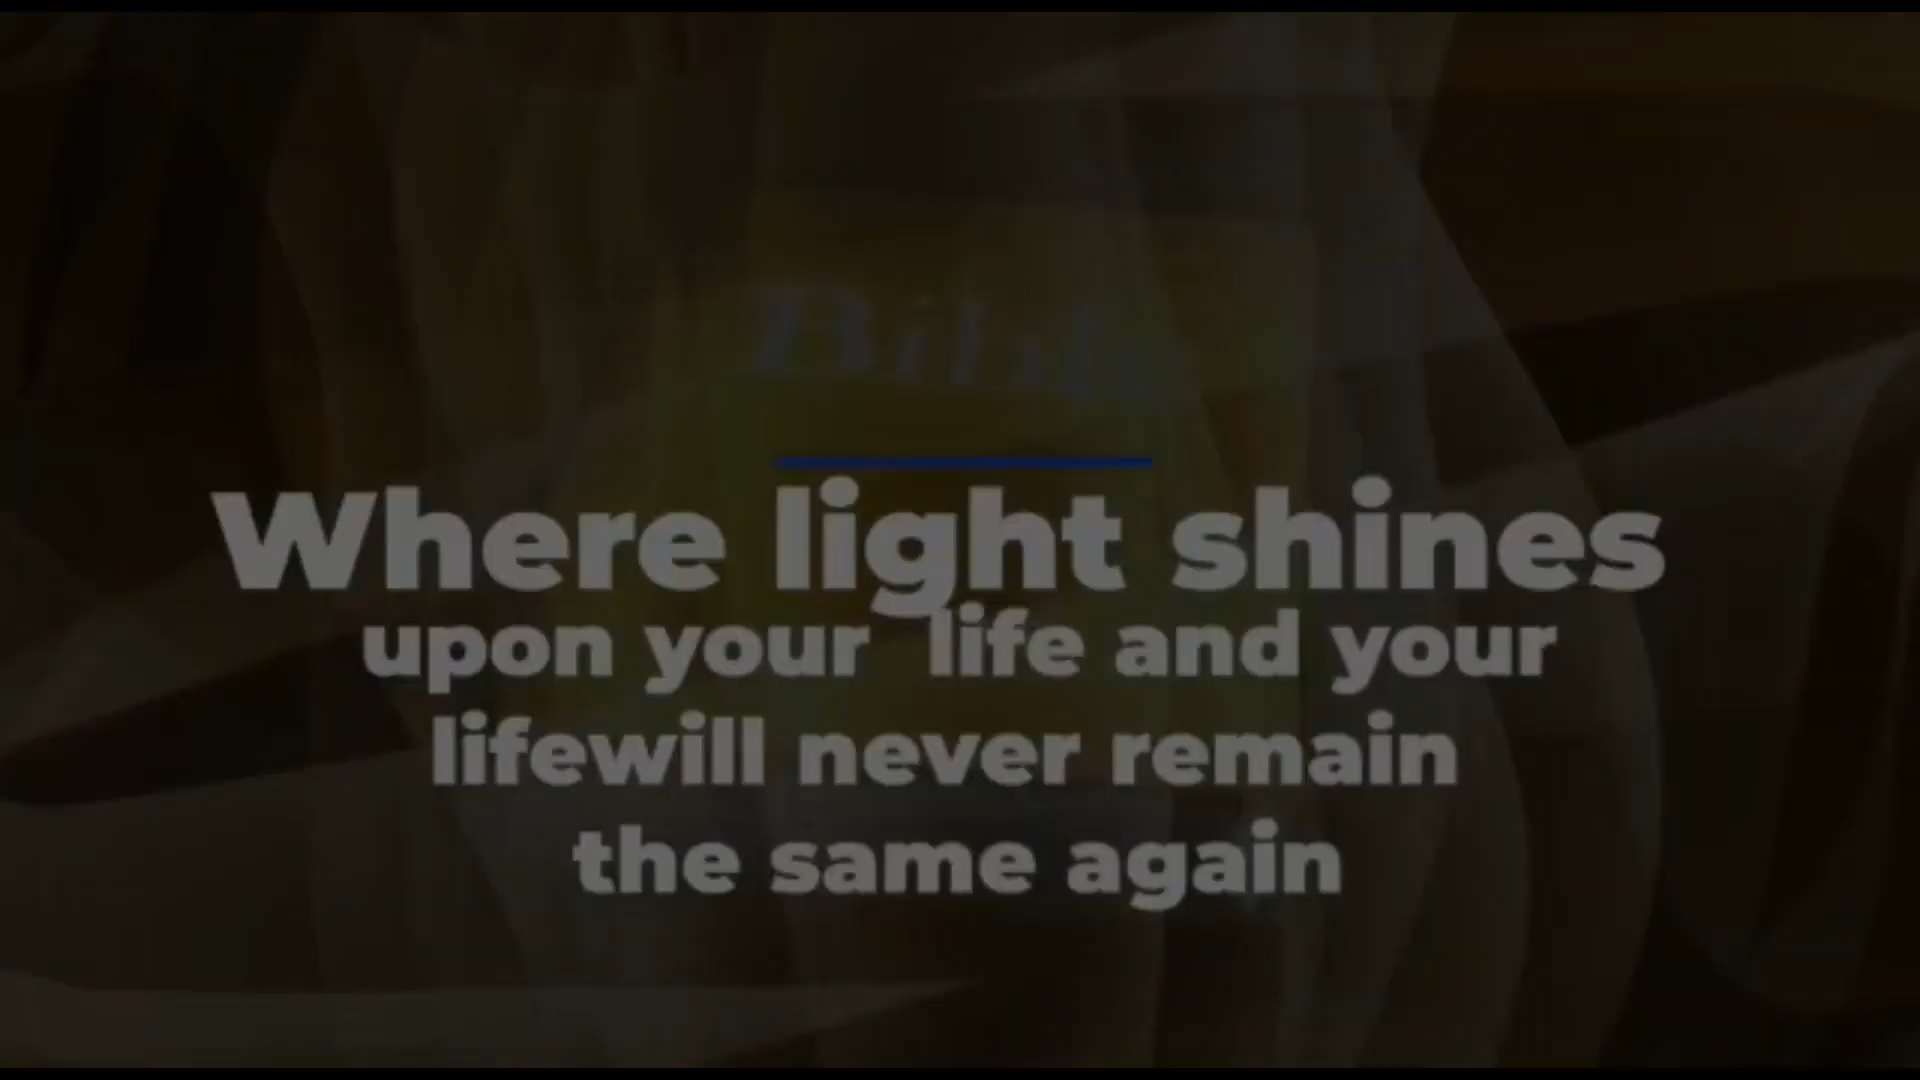 Where light shines
upon your life and your
lifewill never remain
the same again